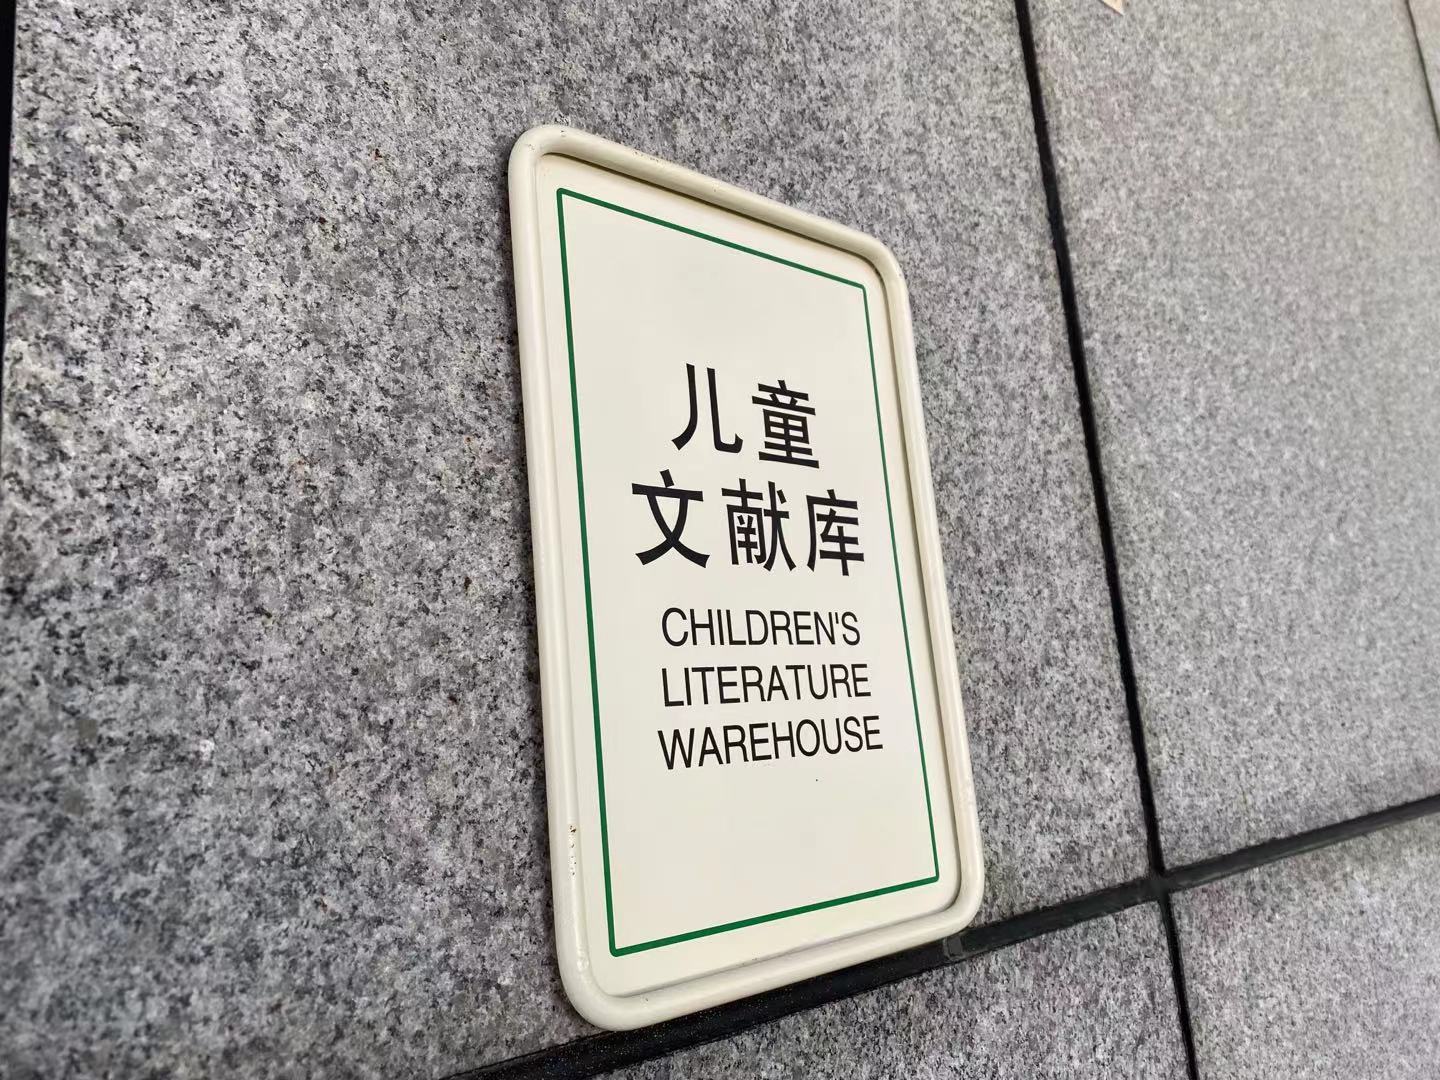 儿童
文献库
CHILDREN'S
LITERATURE
WAREHOUSE